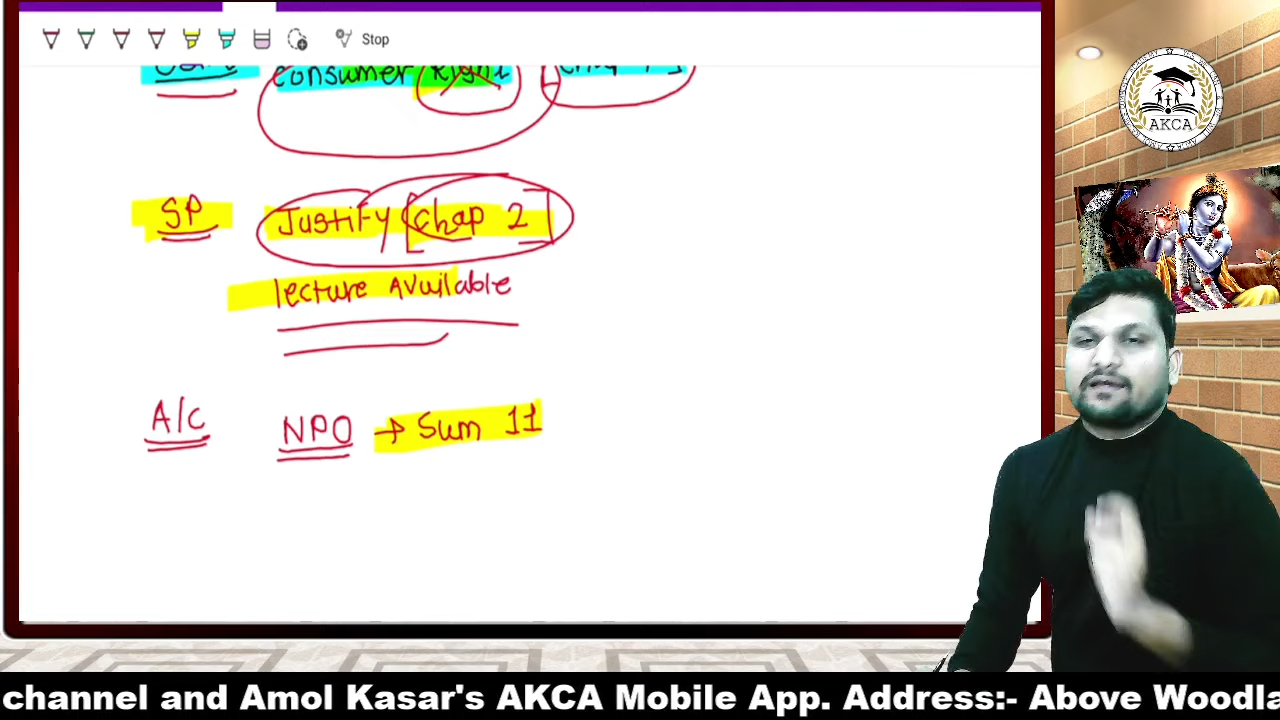 Stop
consumer Right
AKCA
SP Justify [chap 2]
lecture Available
A/c NPO → Sum 11
channel and Amol Kasar's AKCA Mobile App. Address:- Above Woodla